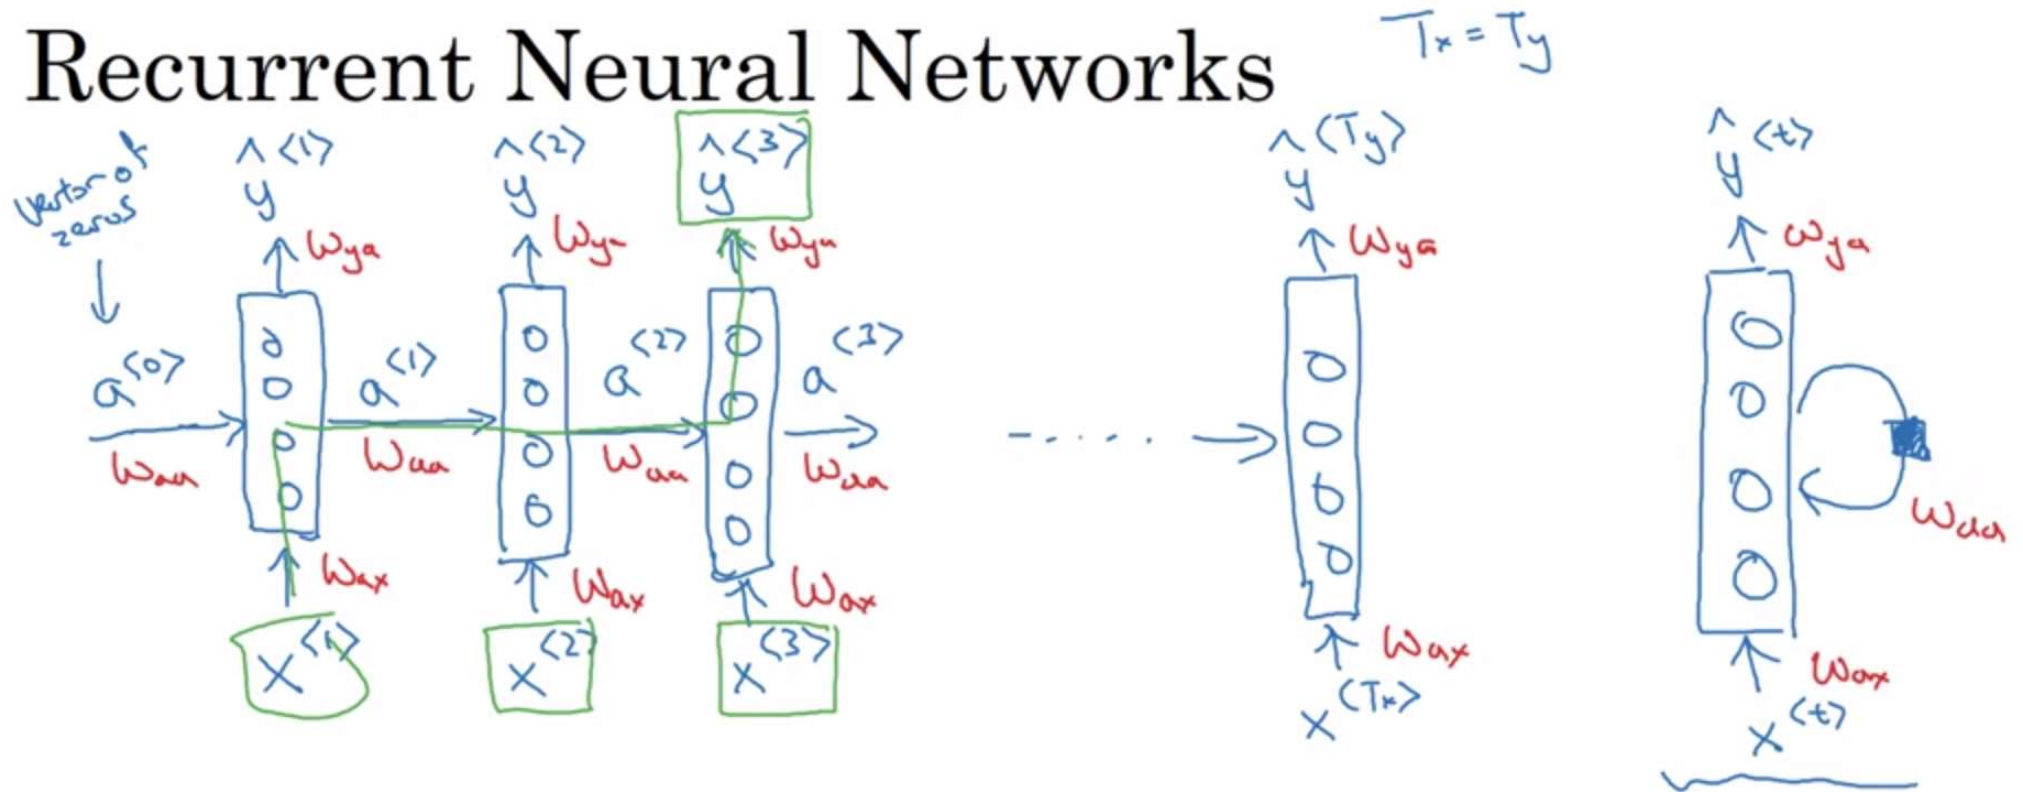 Recurrent Neural Networks
Tx = Ty
vector of
zeros
ŷ<1>
ŷ<2>
ŷ<3>
ŷ<Ty>
ŷ<t>
Wya
Wya
Wya
Wya
Wya
a<0>
a<1>
a<2>
a<3>
Waa
Waa
Waa
Waa
Waa
Wax
Wax
Wax
Wax
Wax
x<1>
x<2>
x<3>
x<Tx>
x<t>